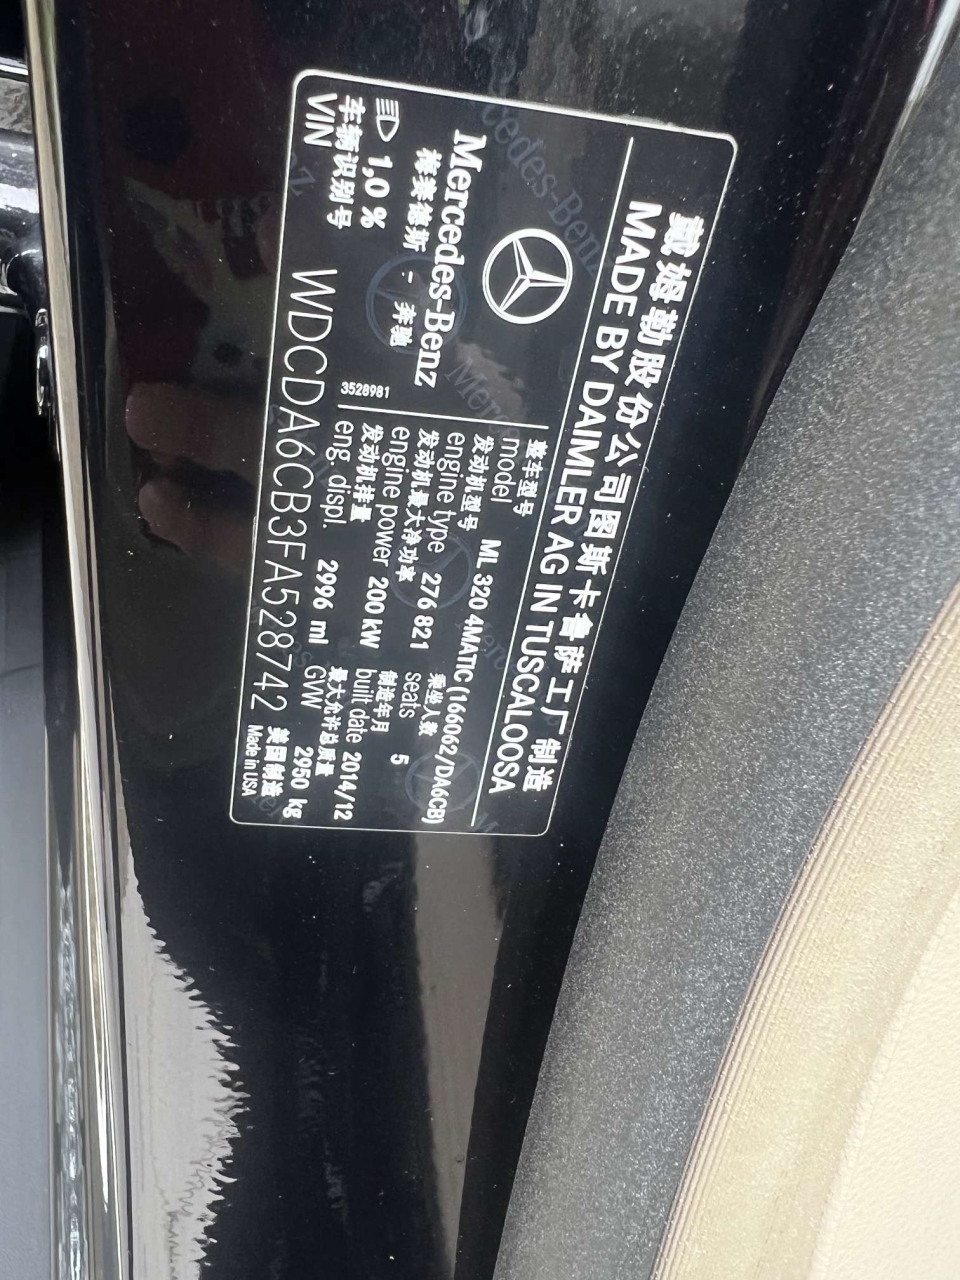 戴姆勒股份公司图斯卡鲁萨工厂制造
MADE BY DAIMLER AG IN TUSCALOOSA
Mercedes-Benz
梅赛德斯 - 奔驰
1,0 %
3528981
整车型号
model ML 320 4MATIC (166062/DA6CB)
发动机型号 乘坐人数
engine type 276 821 seats 5
发动机最大净功率 制造年月
engine power 200 kW built date 2014/12
发动机排量 最大允许总质量
eng. displ. 2996 ml GVW 2950 kg
车辆识别号 美国制造
VIN WDCDA6CB3FA528742 Made in USA